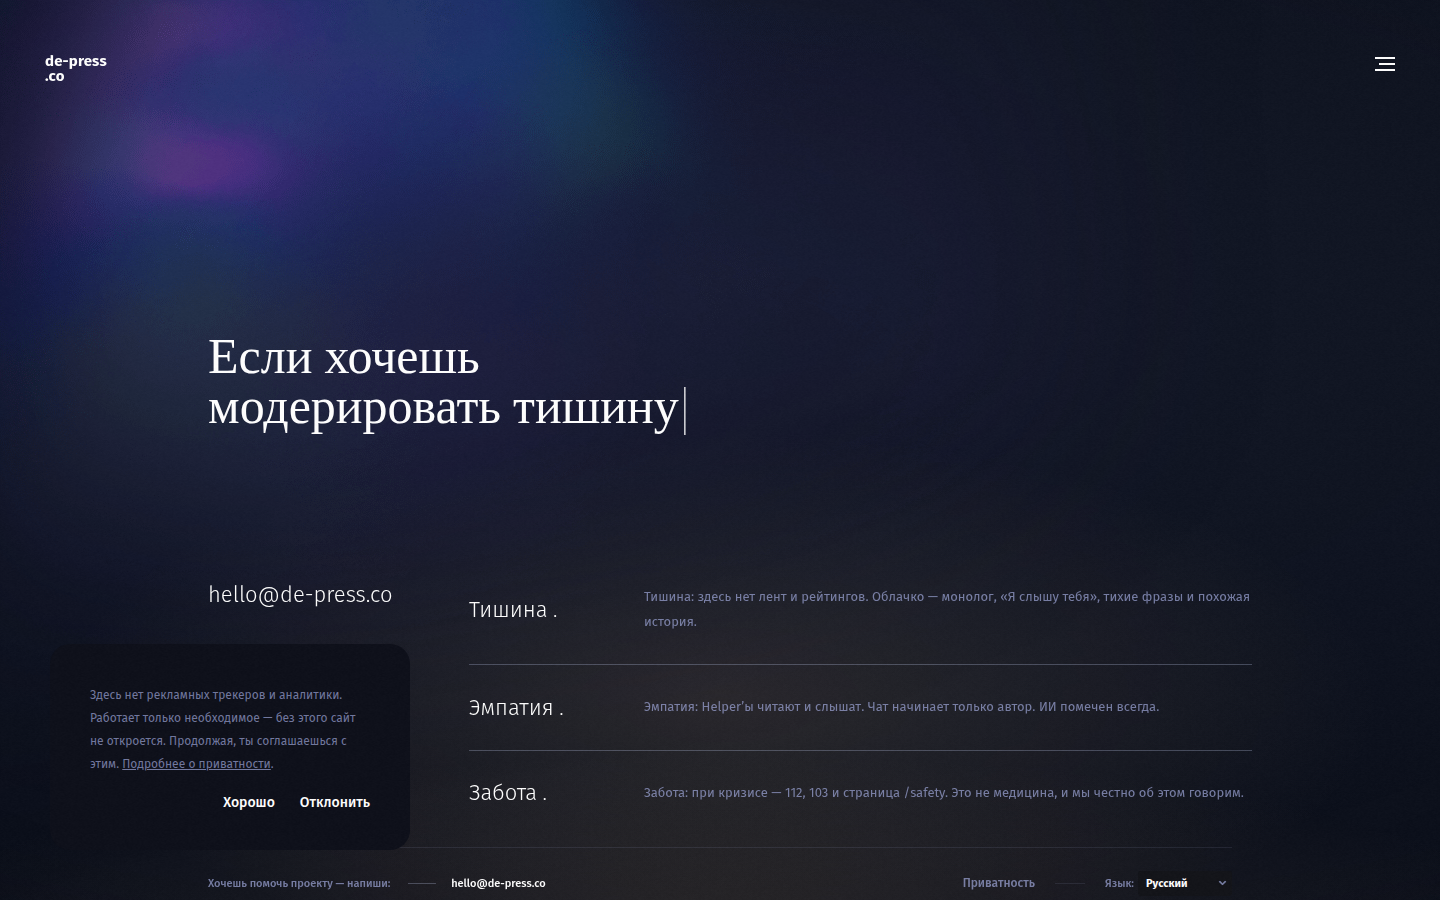 de-press
.co
Если хочешь
модерировать тишину
hello@de-press.co
Тишина .
Тишина: здесь нет лент и рейтингов. Облачко — монолог, «Я слышу тебя», тихие фразы и похожая
история.
Эмпатия .
Эмпатия: Helper’ы читают и слышат. Чат начинает только автор. ИИ помечен всегда.
Забота .
Забота: при кризисе — 112, 103 и страница /safety. Это не медицина, и мы честно об этом говорим.
Здесь нет рекламных трекеров и аналитики.
Работает только необходимое — без этого сайт
не откроется. Продолжая, ты соглашаешься с
этим. Подробнее о приватности.
Хорошо Отклонить
Хочешь помочь проекту — напиши: hello@de-press.co
Приватность Язык: Русский